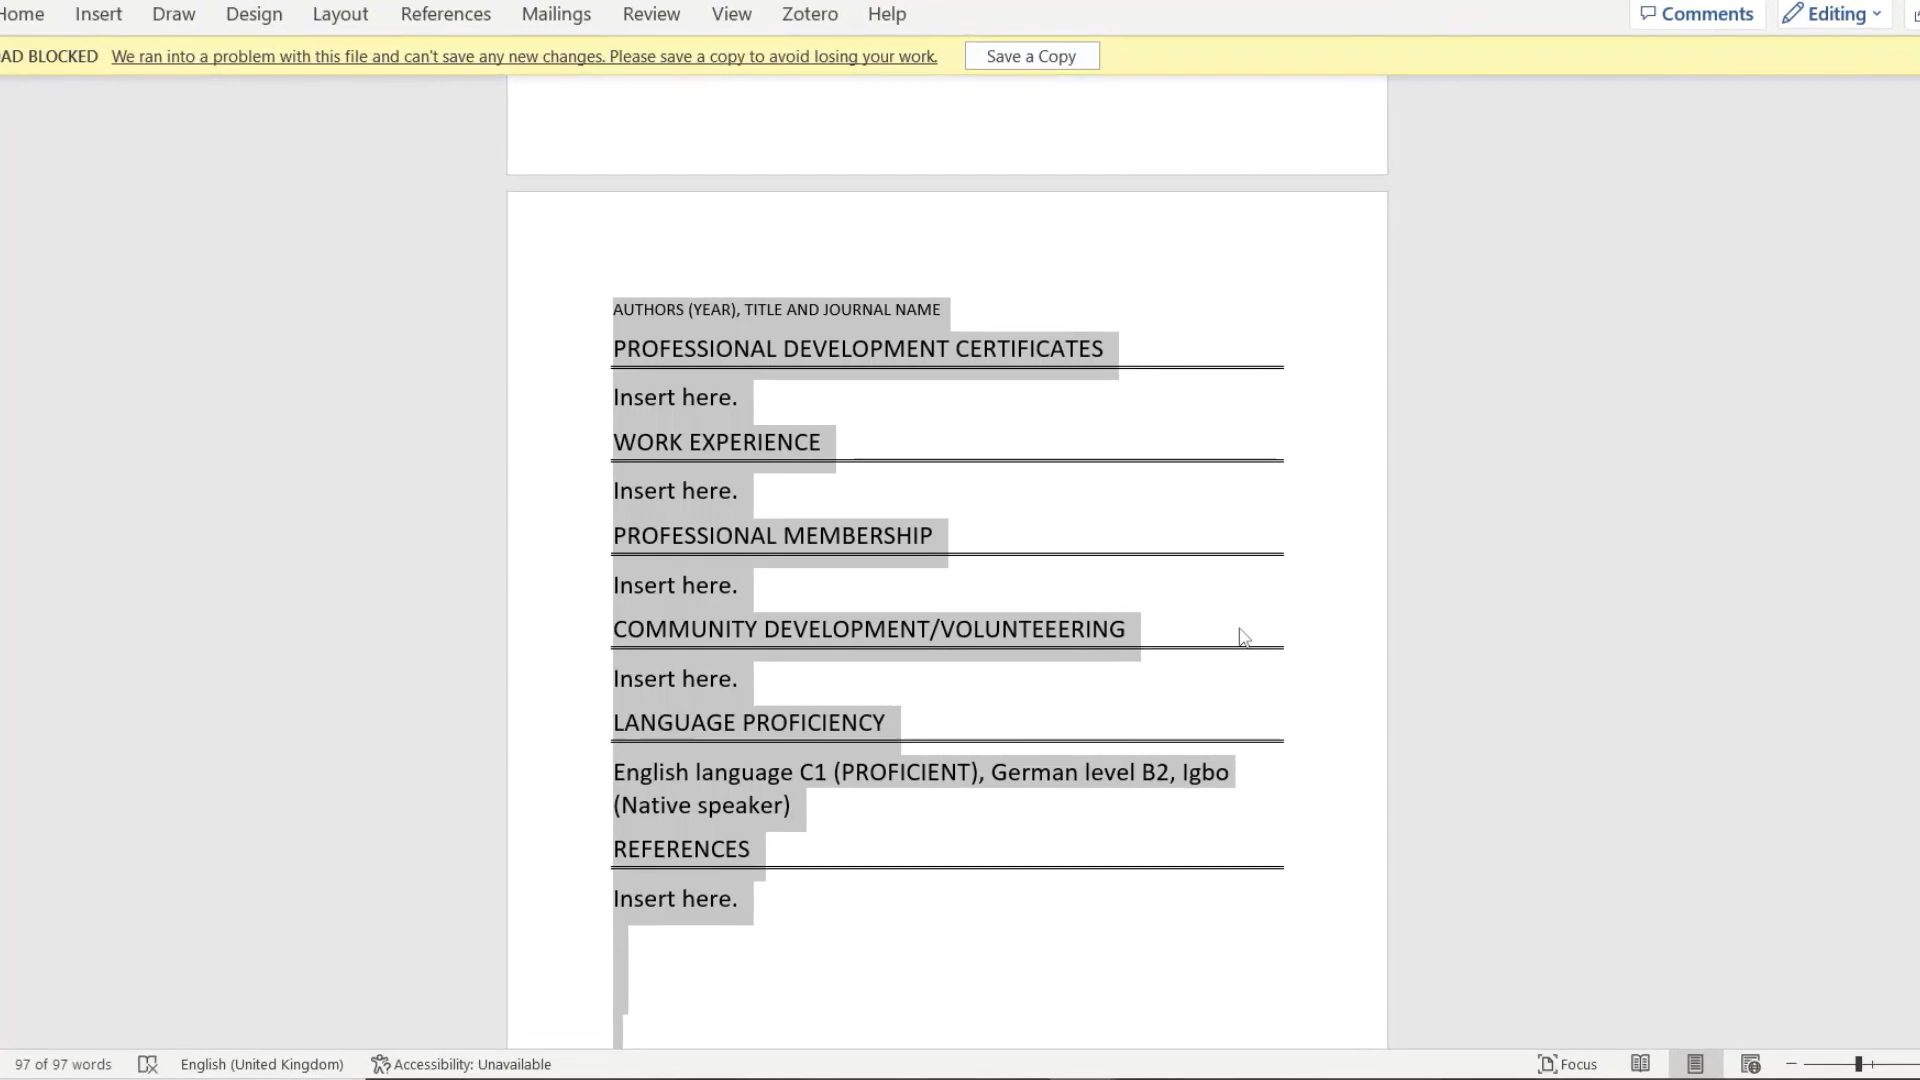 Home Insert Draw Design Layout References Mailings Review View Zotero Help Comments Editing
AD BLOCKED We ran into a problem with this file and can't save any new changes. Please save a copy to avoid losing your work. Save a Copy
AUTHORS (YEAR), TITLE AND JOURNAL NAME
PROFESSIONAL DEVELOPMENT CERTIFICATES
Insert here.
WORK EXPERIENCE
Insert here.
PROFESSIONAL MEMBERSHIP
Insert here.
COMMUNITY DEVELOPMENT/VOLUNTEEERING
Insert here.
LANGUAGE PROFICIENCY
English language C1 (PROFICIENT), German level B2, Igbo
(Native speaker)
REFERENCES
Insert here.
97 of 97 words English (United Kingdom) Accessibility: Unavailable Focus